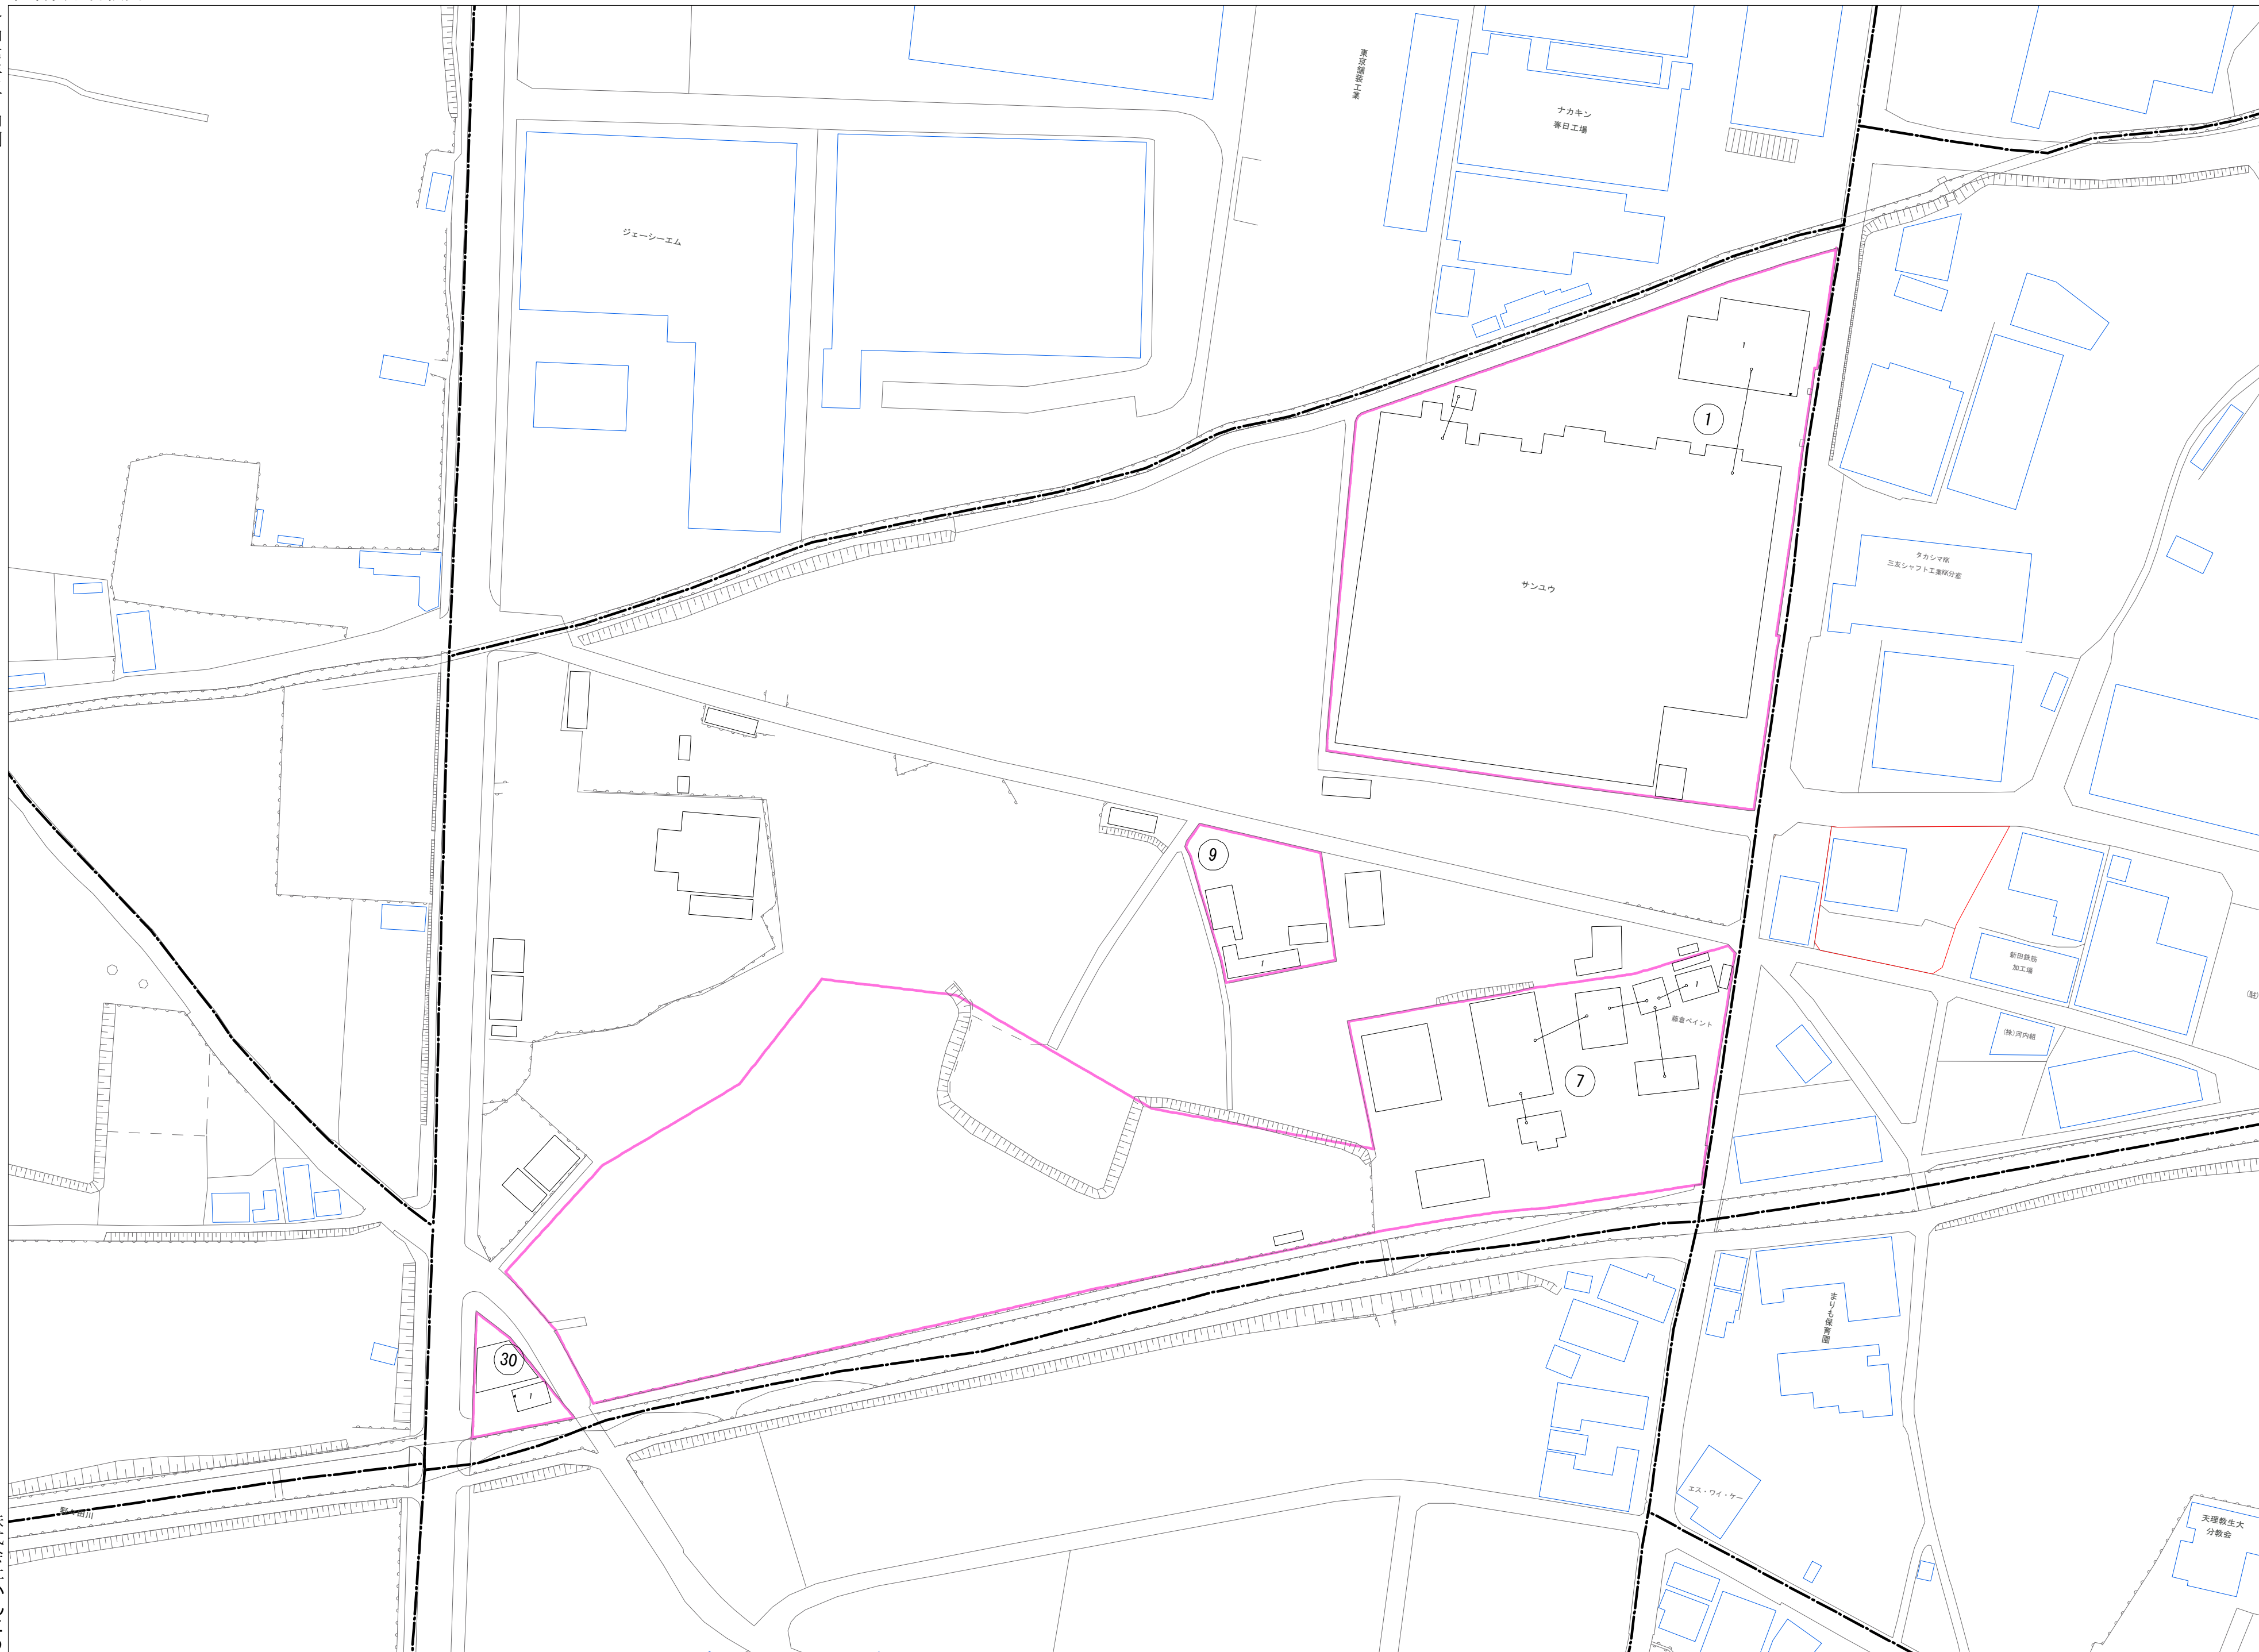 東京舗装工業
ナカキン
春日工場
ジェーシーエム
1
1
サンユウ
タカシマ㈱
三友シャフト工業㈱分室
9
1
新田鉄筋
加工場
1
藤倉ペイント
(株)河内組
7
まりも保育園
30
1
エス・ワイ・ケー
天理教生大
分教会